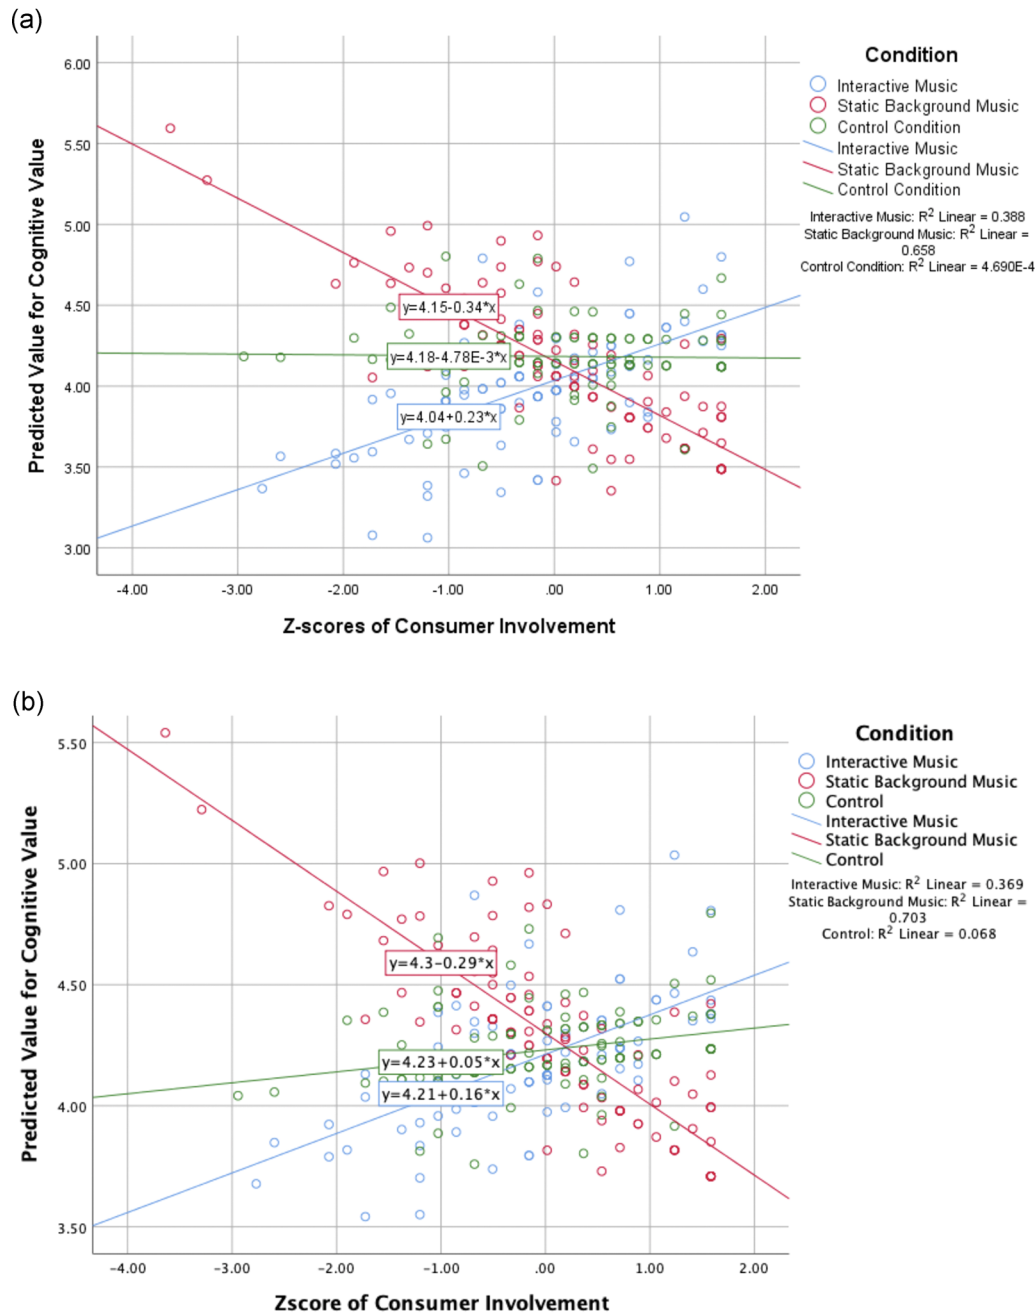 (a)
Condition
Interactive Music
Static Background Music
Control Condition
Interactive Music
Static Background Music
Control Condition
Interactive Music: R² Linear = 0.388
Static Background Music: R² Linear =
0.658
Control Condition: R² Linear = 4.690E-4
Predicted Value for Cognitive Value
6.00
5.50
5.00
4.50
4.00
3.50
3.00
y=4.15-0.34*x
y=4.18-4.78E-3*x
y=4.04+0.23*x
-4.00 -3.00 -2.00 -1.00 .00 1.00 2.00
Z-scores of Consumer Involvement
(b)
Condition
Interactive Music
Static Background Music
Control
Interactive Music
Static Background Music
Control
Interactive Music: R² Linear = 0.369
Static Background Music: R² Linear =
0.703
Control: R² Linear = 0.068
Predicted Value for Cognitive Value
5.50
5.00
4.50
4.00
3.50
y=4.3-0.29*x
y=4.23+0.05*x
y=4.21+0.16*x
-4.00 -3.00 -2.00 -1.00 .00 1.00 2.00
Zscore of Consumer Involvement